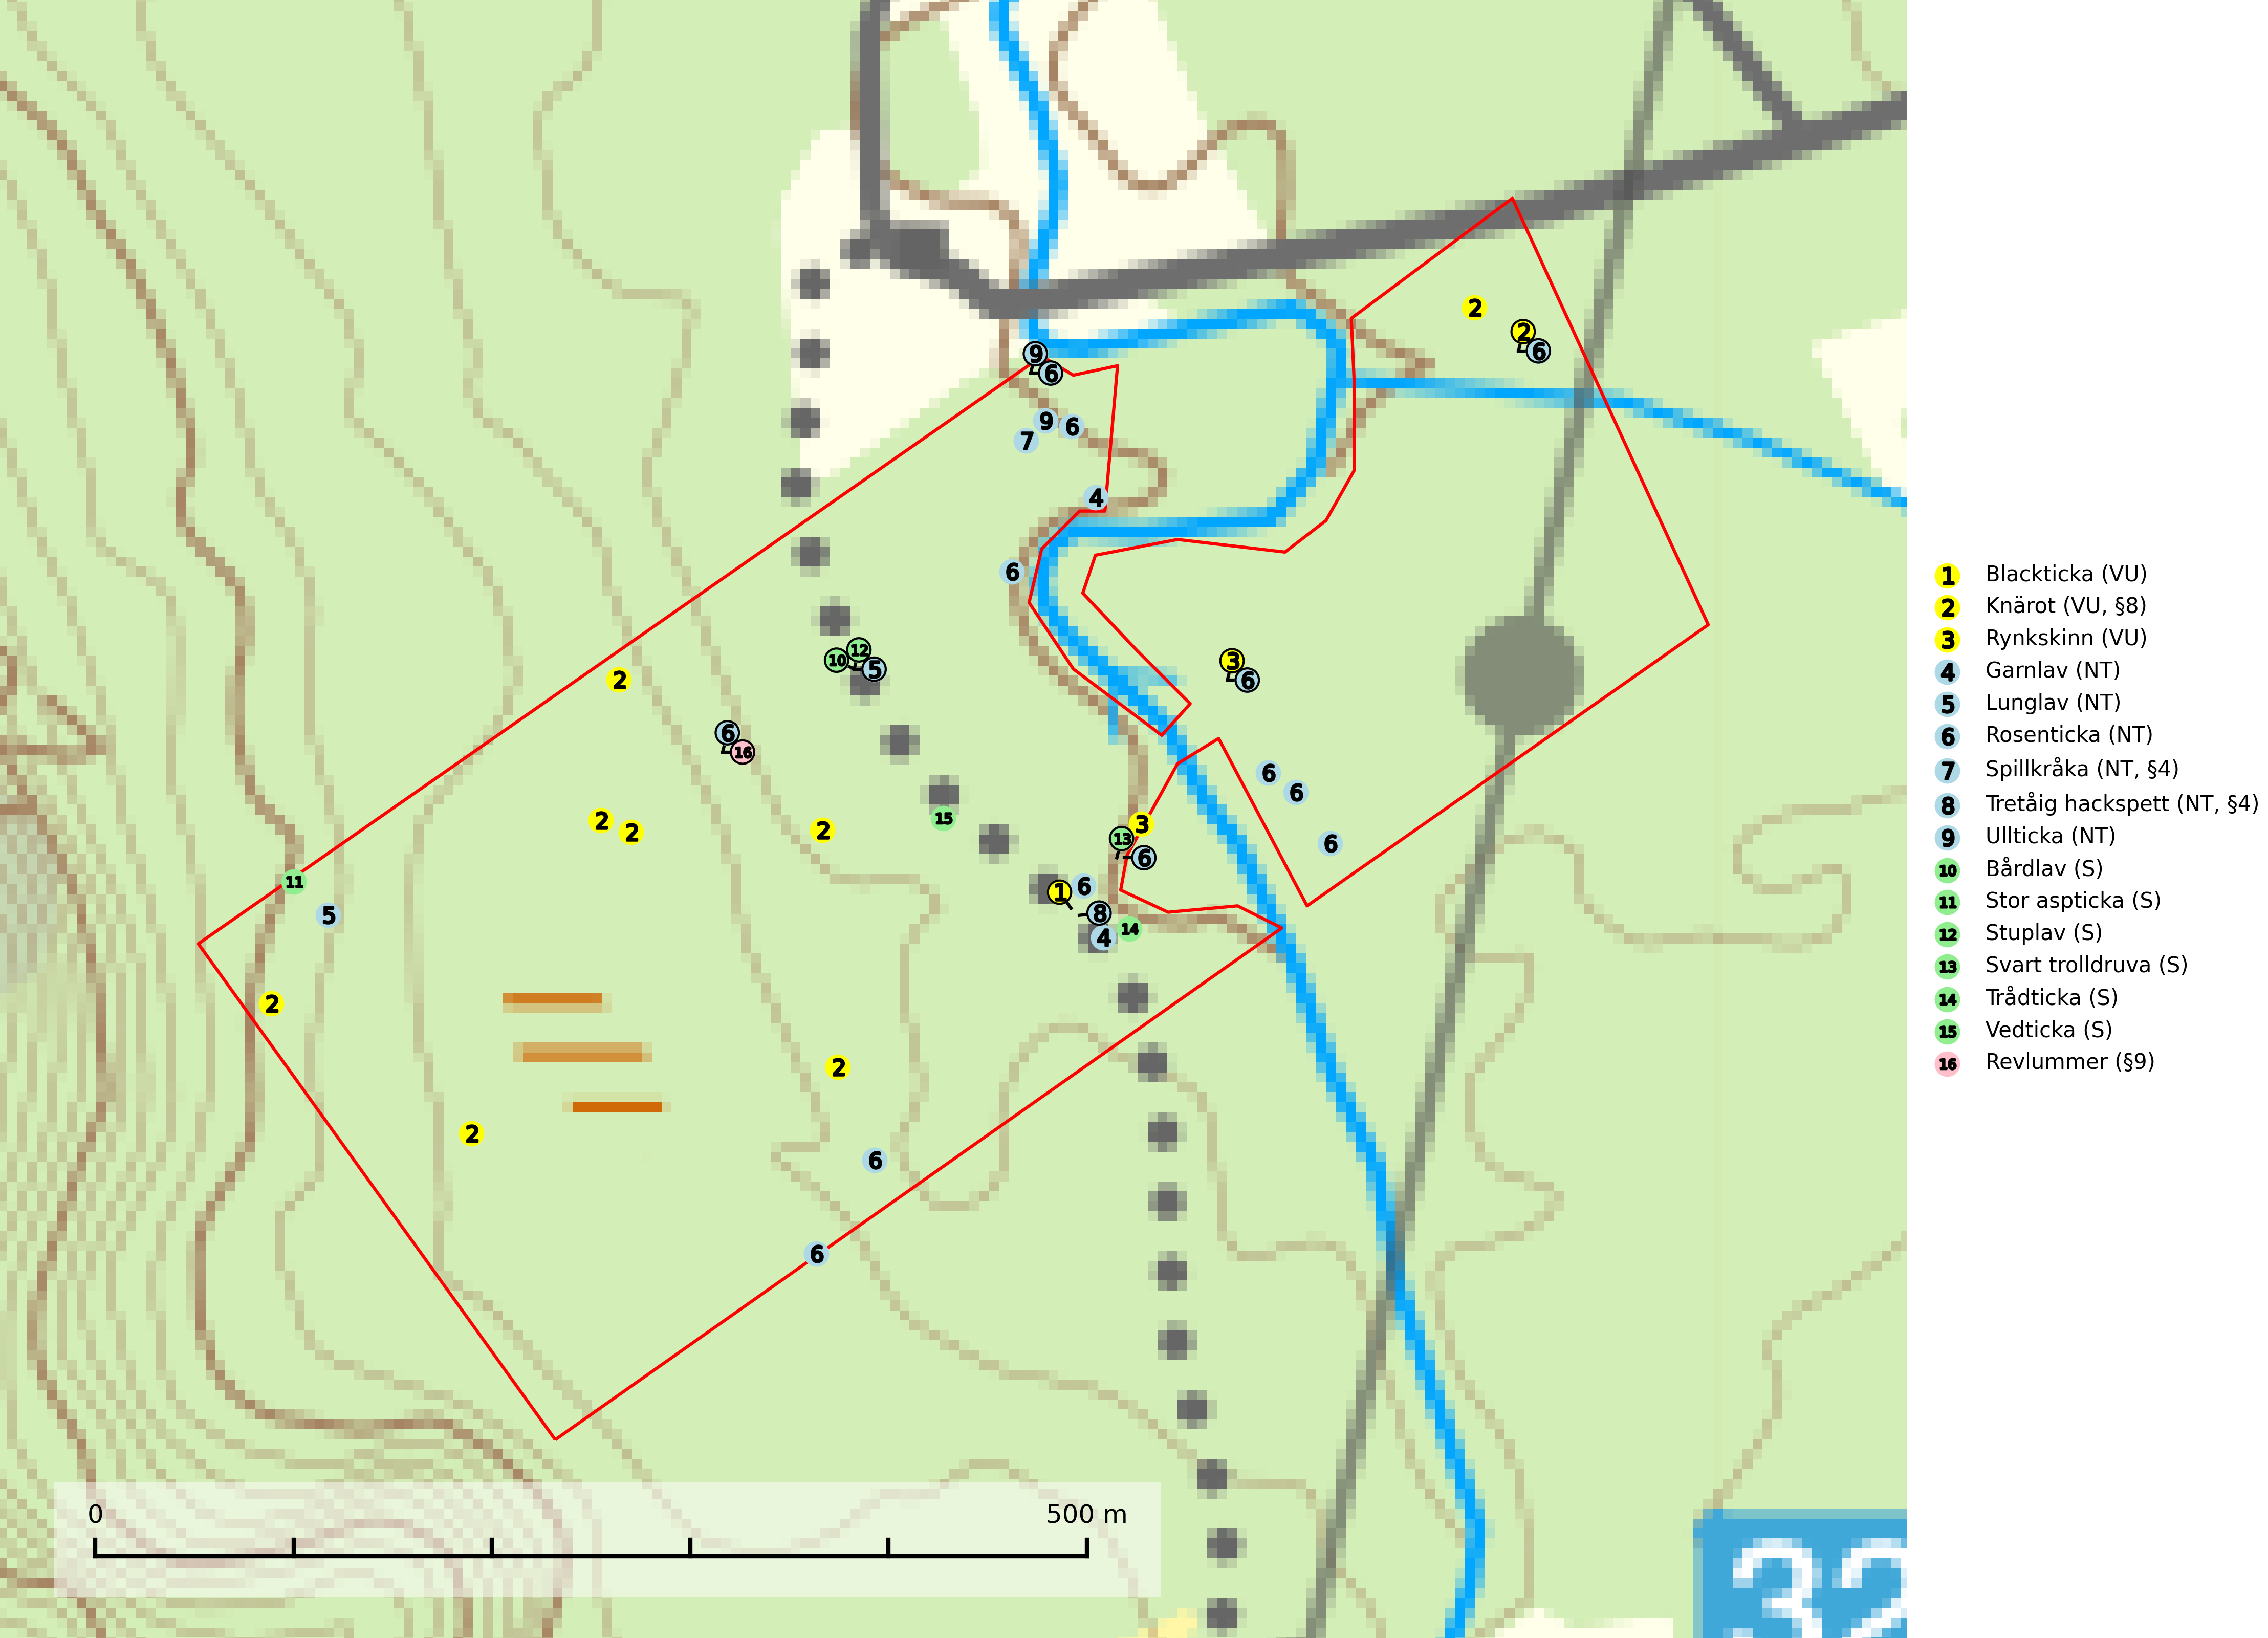 2
2
6
9
6
9
6
7
4
6
12
10
5
3
6
2
6
16
6
6
2
2
2
15
3
13
6
6
11
1
6
5
8
4
14
2
2
2
6
6
0
500 m
32
1 Blackticka (VU)
2 Knärot (VU, §8)
3 Rynkskinn (VU)
4 Garnlav (NT)
5 Lunglav (NT)
6 Rosenticka (NT)
7 Spillkråka (NT, §4)
8 Tretåig hackspett (NT, §4)
9 Ullticka (NT)
10 Bårdlav (S)
11 Stor aspticka (S)
12 Stuplav (S)
13 Svart trolldruva (S)
14 Trådticka (S)
15 Vedticka (S)
16 Revlummer (§9)